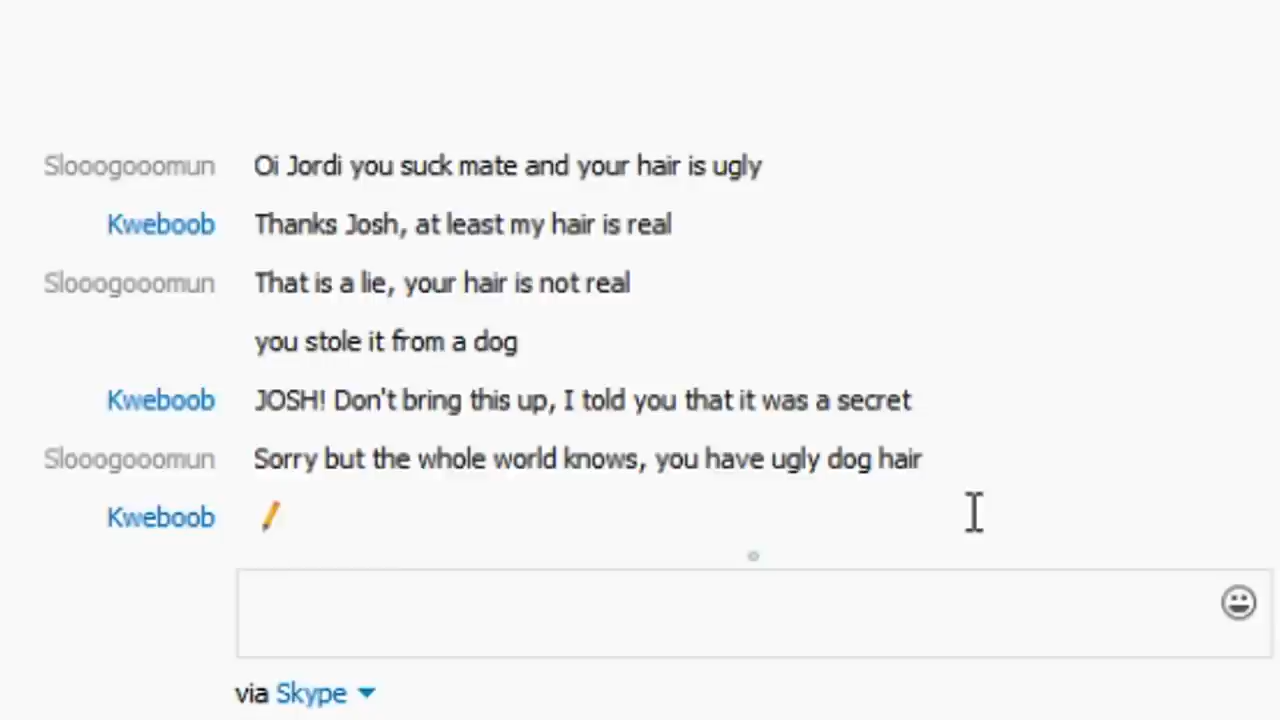 Slooogooomun Oi Jordi you suck mate and your hair is ugly
Kweboob Thanks Josh, at least my hair is real
Slooogooomun That is a lie, your hair is not real
you stole it from a dog
Kweboob JOSH! Don't bring this up, I told you that it was a secret
Slooogooomun Sorry but the whole world knows, you have ugly dog hair
Kweboob
via Skype